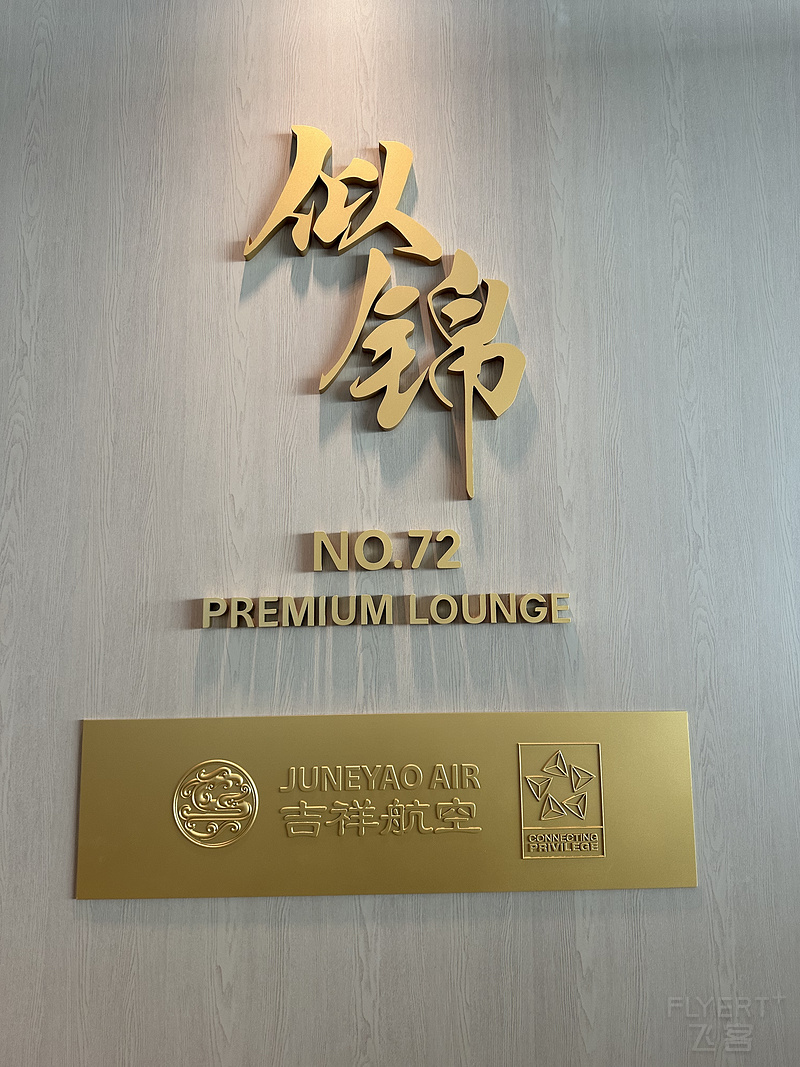 似锦
NO.72
PREMIUM LOUNGE
JUNEYAO AIR
吉祥航空
CONNECTING
PRIVILEGE
FLYERT+
飞客